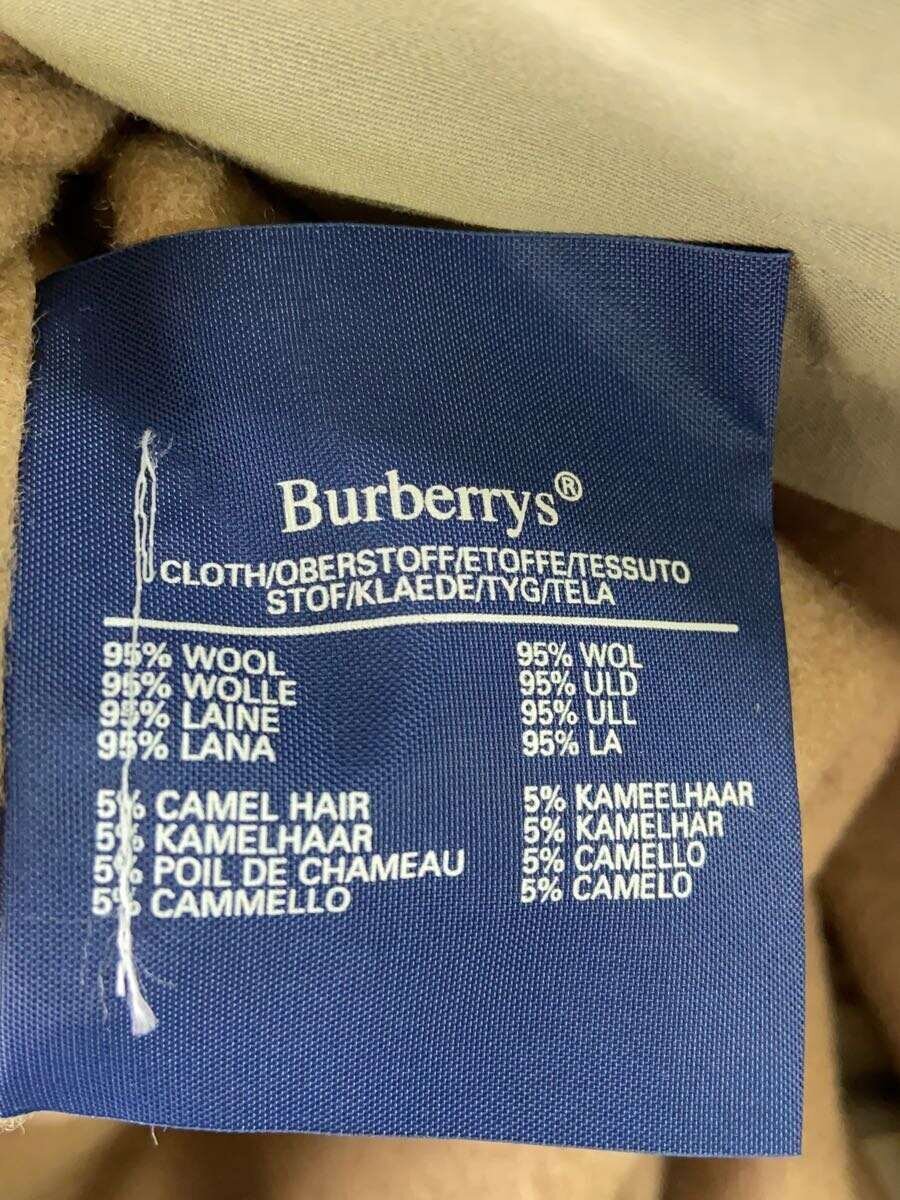 Burberrys®
CLOTH/OBERSTOFF/ETOFFE/TESSUTO
STOF/KLAEDE/TYG/TELA
95% WOOL
95% WOLLE
95% LAINE
95% LANA
95% WOL
95% ULD
95% ULL
95% LA
5% CAMEL HAIR
5% KAMELHAAR
5% POIL DE CHAMEAU
5% CAMMELLO
5% KAMEELHAAR
5% KAMELHAR
5% CAMELLO
5% CAMELO